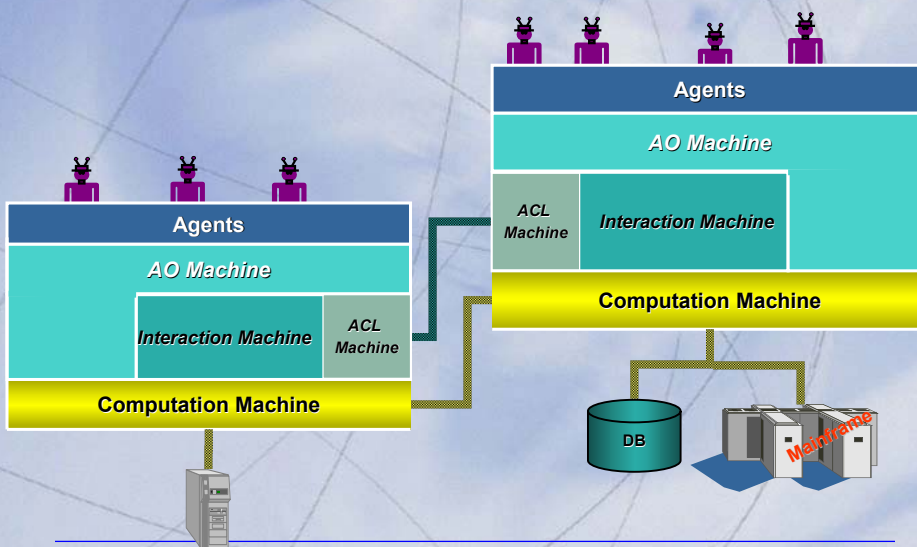 Agents
AO Machine
Interaction Machine
ACL
Machine
Computation Machine
Agents
AO Machine
ACL
Machine
Interaction Machine
Computation Machine
DB
Mainframe